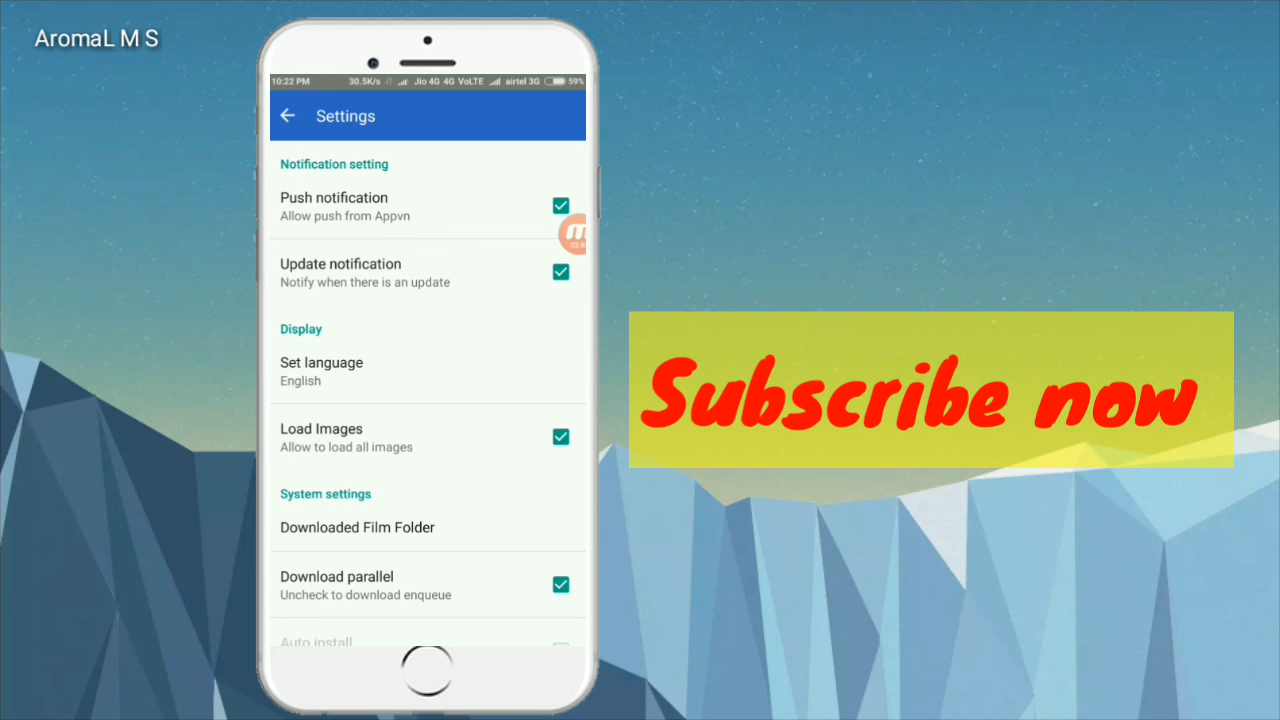 AromaL M S
10:22 PM 30.5K/s Jio 4G 4G VoLTE airtel 3G 59%
Settings
Notification setting
Push notification
Allow push from Appvn
Update notification
Notify when there is an update
Display
Set language
English
Load Images
Allow to load all images
System settings
Downloaded Film Folder
Download parallel
Uncheck to download enqueue
Auto install
Subscribe now